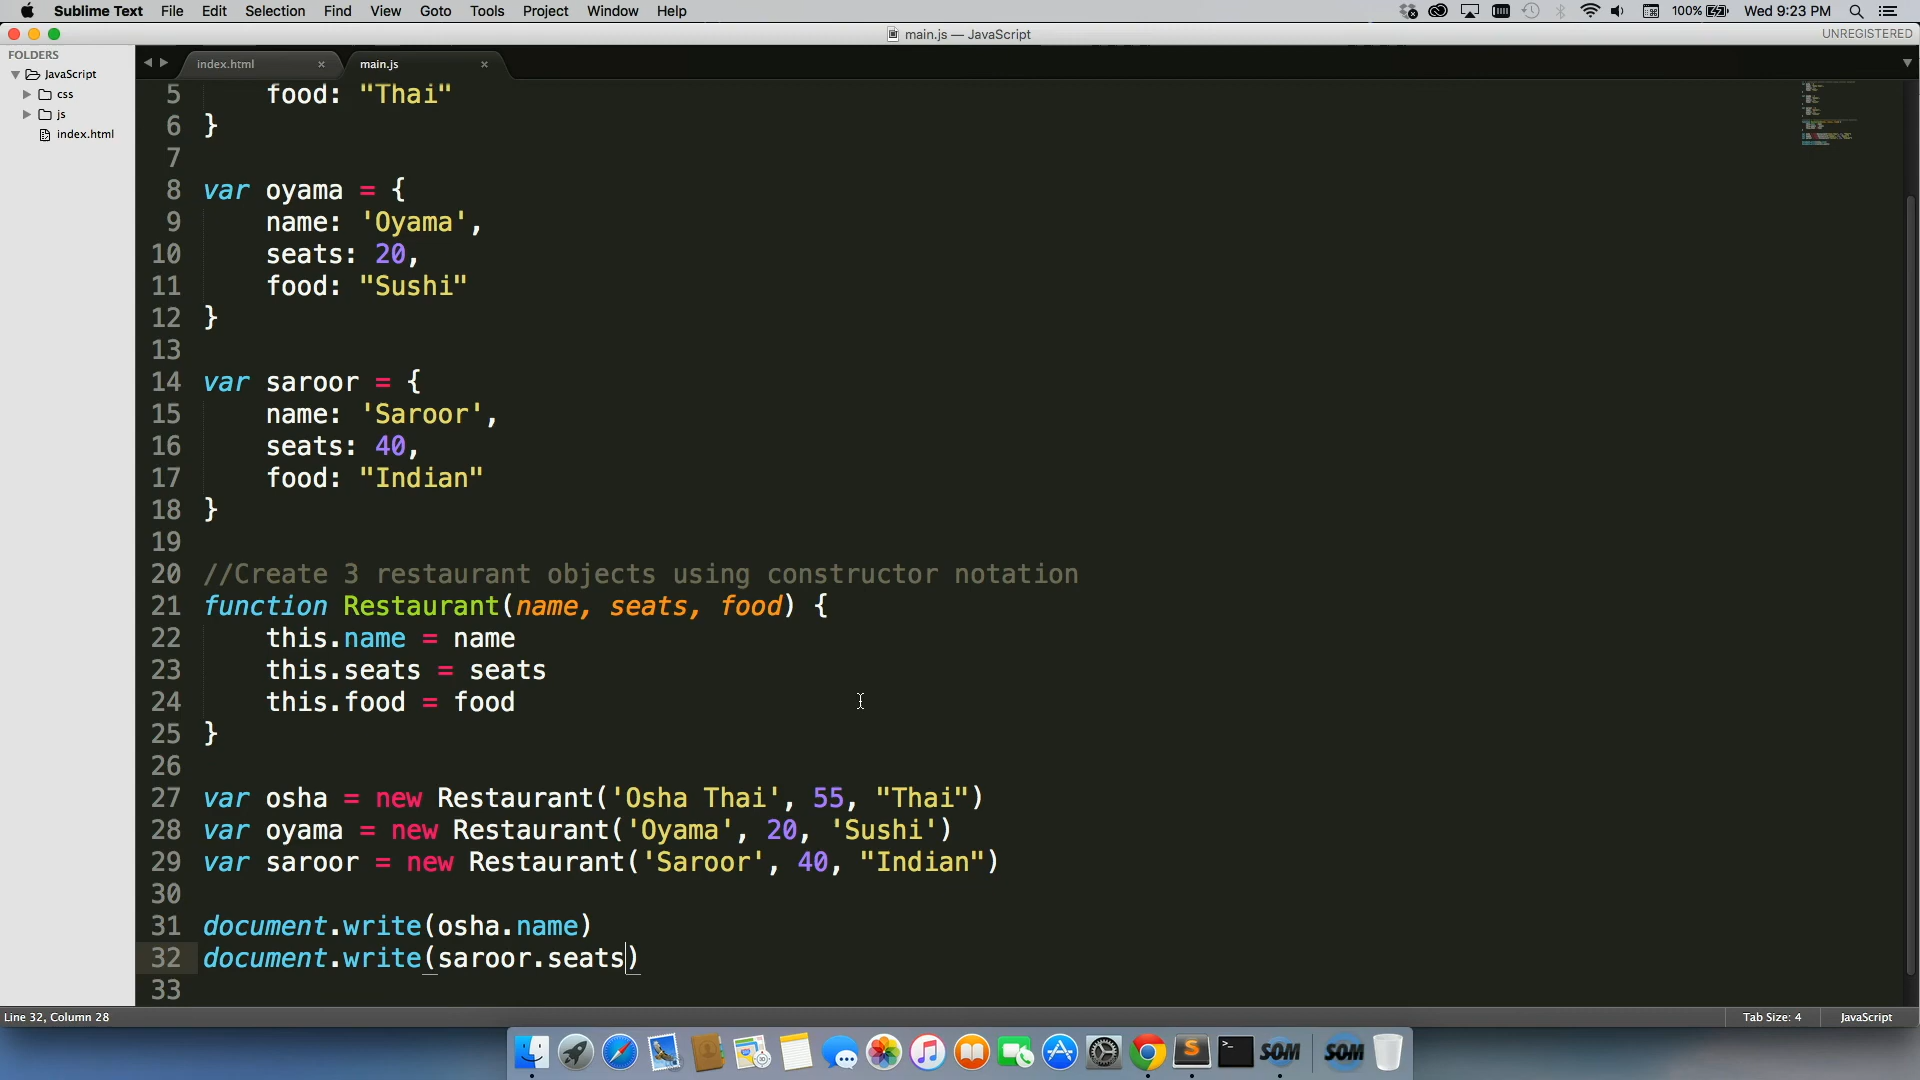 Sublime Text File Edit Selection Find View Goto Tools Project Window Help 100% Wed 9:23 PM
main.js — JavaScript UNREGISTERED
FOLDERS
JavaScript
css
js
index.html
index.html × main.js ×
5 food: "Thai"
6 }
7
8 var oyama = {
9 name: 'Oyama',
10 seats: 20,
11 food: "Sushi"
12 }
13
14 var saroor = {
15 name: 'Saroor',
16 seats: 40,
17 food: "Indian"
18 }
19
20 //Create 3 restaurant objects using constructor notation
21 function Restaurant(name, seats, food) {
22 this.name = name
23 this.seats = seats
24 this.food = food
25 }
26
27 var osha = new Restaurant('Osha Thai', 55, "Thai")
28 var oyama = new Restaurant('Oyama', 20, 'Sushi')
29 var saroor = new Restaurant('Saroor', 40, "Indian")
30
31 document.write(osha.name)
32 document.write(saroor.seats)
33
Line 32, Column 28 Tab Size: 4 JavaScript
SOM SOM